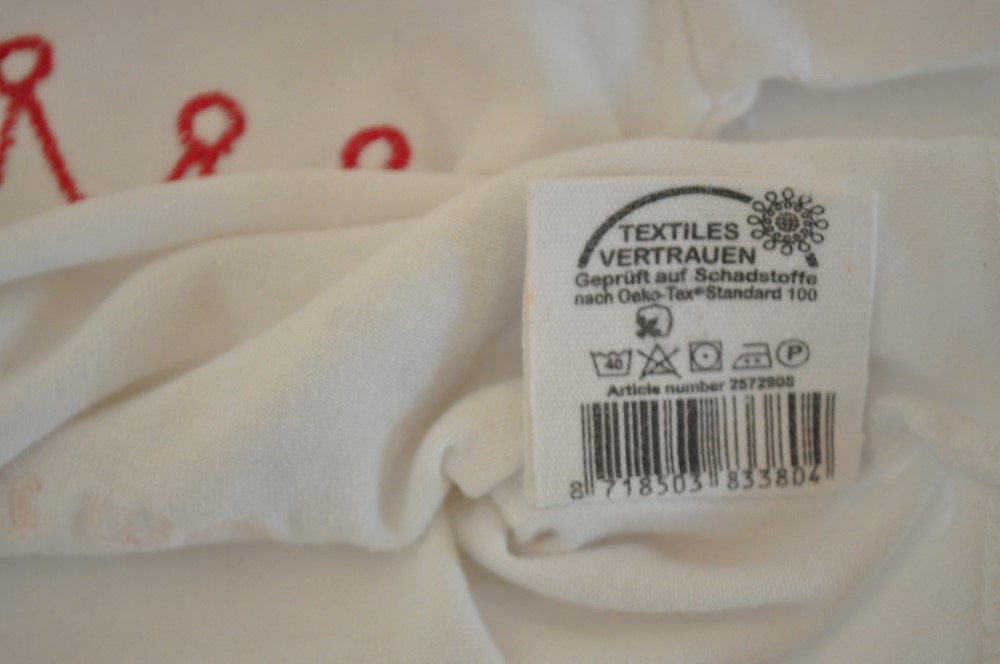 TEXTILES
VERTRAUEN
Geprüft auf Schadstoffe
nach Oeko-Tex® Standard 100
40 P
Article number 2572908
8 718503 833804